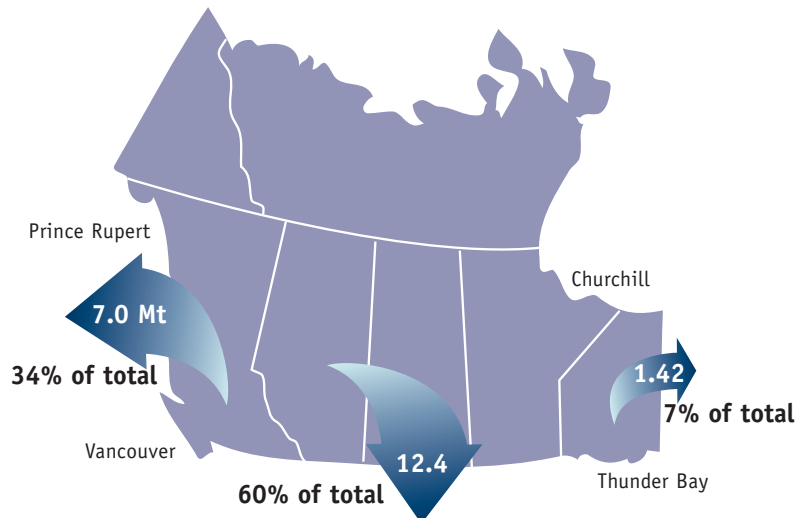 Prince Rupert
7.0 Mt
34% of total
Vancouver
12.4
60% of total
Churchill
1.42
7% of total
Thunder Bay